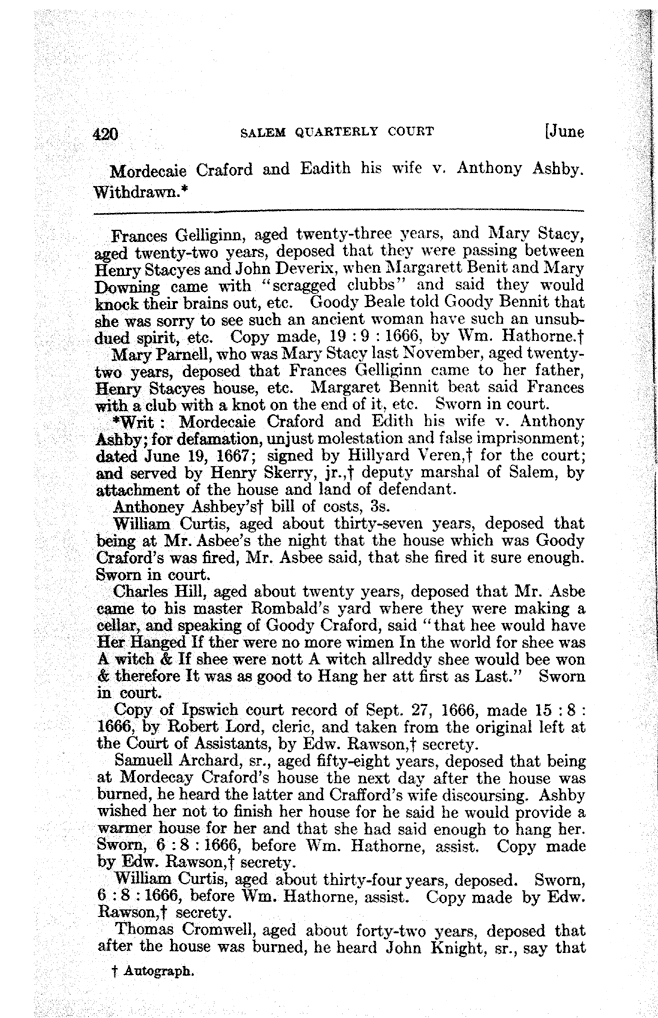 420 SALEM QUARTERLY COURT [June
Mordecaie Craford and Eadith his wife v. Anthony Ashby.
Withdrawn.*
Frances Gelliginn, aged twenty-three years, and Mary Stacy,
aged twenty-two years, deposed that they were passing between
Henry Stacyes and John Deverix, when Margarett Benit and Mary
Downing came with "scragged clubbs" and said they would
knock their brains out, etc. Goody Beale told Goody Bennit that
she was sorry to see such an ancient woman have such an unsub-
dued spirit, etc. Copy made, 19 : 9 : 1666, by Wm. Hathorne.†
Mary Parnell, who was Mary Stacy last November, aged twenty-
two years, deposed that Frances Gelliginn came to her father,
Henry Stacyes house, etc. Margaret Bennit beat said Frances
with a club with a knot on the end of it, etc. Sworn in court.
*Writ : Mordecaie Craford and Edith his wife v. Anthony
Ashby; for defamation, unjust molestation and false imprisonment;
dated June 19, 1667; signed by Hillyard Veren,† for the court;
and served by Henry Skerry, jr.,† deputy marshal of Salem, by
attachment of the house and land of defendant.
Anthoney Ashbey's† bill of costs, 3s.
William Curtis, aged about thirty-seven years, deposed that
being at Mr. Asbee's the night that the house which was Goody
Craford's was fired, Mr. Asbee said, that she fired it sure enough.
Sworn in court.
Charles Hill, aged about twenty years, deposed that Mr. Asbe
came to his master Rombald's yard where they were making a
cellar, and speaking of Goody Craford, said "that hee would have
Her Hanged If ther were no more wimen In the world for shee was
A witch & If shee were nott A witch allreddy shee would bee won
& therefore It was as good to Hang her att first as Last." Sworn
in court.
Copy of Ipswich court record of Sept. 27, 1666, made 15 : 8 :
1666, by Robert Lord, cleric, and taken from the original left at
the Court of Assistants, by Edw. Rawson,† secrety.
Samuell Archard, sr., aged fifty-eight years, deposed that being
at Mordecay Craford's house the next day after the house was
burned, he heard the latter and Crafford's wife discoursing. Ashby
wished her not to finish her house for he said he would provide a
warmer house for her and that she had said enough to hang her.
Sworn, 6 : 8 : 1666, before Wm. Hathorne, assist. Copy made
by Edw. Rawson,† secrety.
William Curtis, aged about thirty-four years, deposed. Sworn,
6 : 8 : 1666, before Wm. Hathorne, assist. Copy made by Edw.
Rawson,† secrety.
Thomas Cromwell, aged about forty-two years, deposed that
after the house was burned, he heard John Knight, sr., say that
† Autograph.